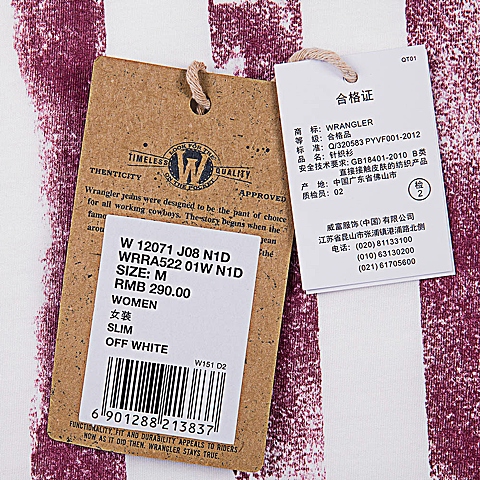 LOOK FOR THE
TIMELESS W QUALITY
ON THE POCKET
THENTICITY APPROVED
Wrangler jeans were designed to be the pant of choice
for all working cowboys. The story begins when the
W 12071 J08 N1D
WRRA522 01W N1D
SIZE: M
RMB 290.00
WOMEN
女装
SLIM
OFF WHITE
W151 D2
6 901288 213837
FUNCTIONALITY, FIT AND DURABILITY APPEALS TO RIDERS
NOW AS IT DID THEN. WRANGLER STAYS TRUE.
QT01
合格证
商 标: WRANGLER
等 级: 合格品
标 准: Q/320583 PYVF001-2012
品 名: 针织衫
安全技术要求: GB18401-2010 B类
直接接触皮肤的纺织产品
产 地: 中国广东省佛山市
质检员: 02
检
2
威富服饰(中国)有限公司
江苏省昆山市张浦镇港浦路北侧
电话: (020) 81133100
(010) 63130200
(021) 61705600